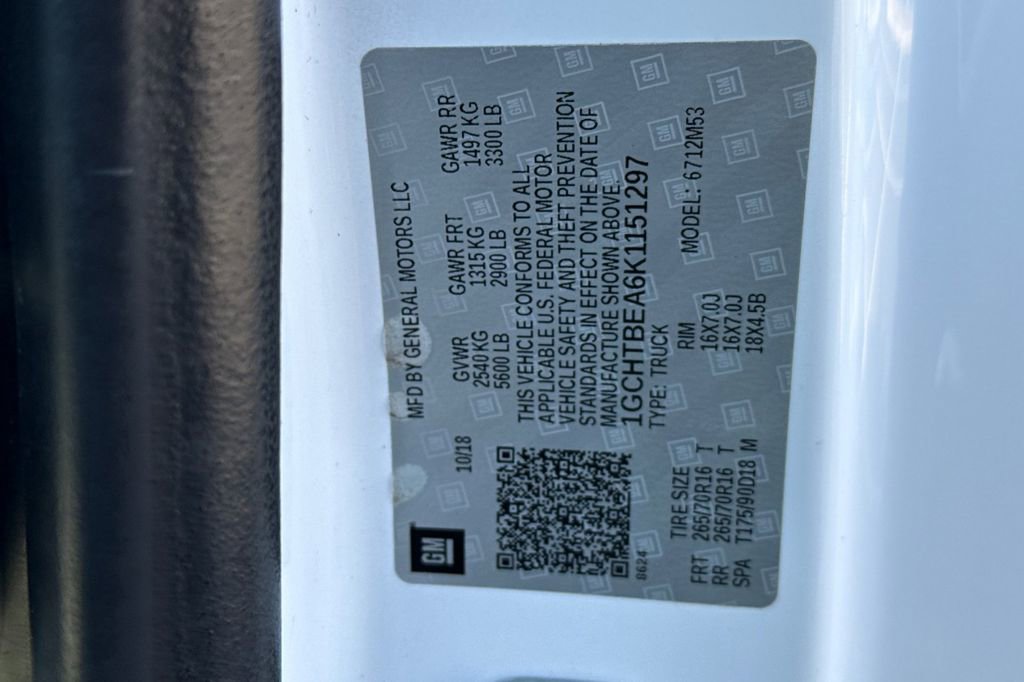 GM
10/18
MFD BY GENERAL MOTORS LLC
GVWR GAWR FRT GAWR RR
2540 KG 1315 KG 1497 KG
5600 LB 2900 LB 3300 LB
THIS VEHICLE CONFORMS TO ALL
APPLICABLE U.S. FEDERAL MOTOR
VEHICLE SAFETY AND THEFT PREVENTION
STANDARDS IN EFFECT ON THE DATE OF
MANUFACTURE SHOWN ABOVE.
1GCHTBEA6K1151297
8624
TYPE: TRUCK MODEL: 6712M53
TIRE SIZE RIM
FRT 265/70R16 T 16X7.0J
RR 265/70R16 T 16X7.0J
SPA T175/90D18 M 18X4.5B